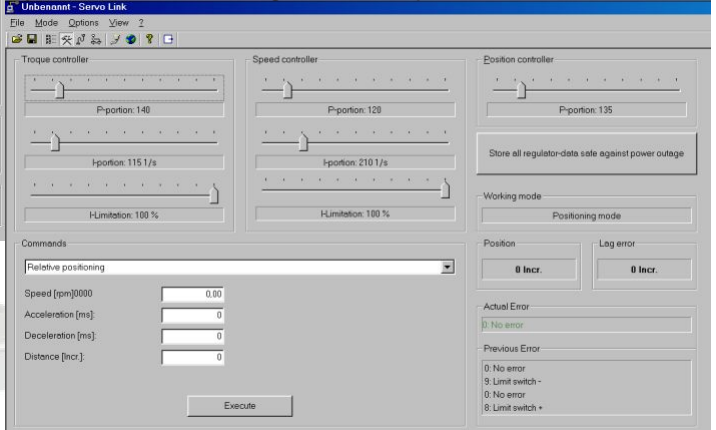 Unbenannt - Servo Link
File Mode Options View ?
Troque controller
P-portion: 140
I-portion: 115 1/s
I-Limitation: 100 %
Speed controller
P-portion: 120
I-portion: 210 1/s
I-Limitation: 100 %
Position controller
P-portion: 135
Store all regulator-data safe against power outage
Working mode
Positioning mode
Commands
Relative positioning
Speed [rpm]0000 0,00
Acceleration [ms]: 0
Deceleration [ms]: 0
Distance [Incr.]: 0
Execute
Position
0 Incr.
Lag error
0 Incr.
Actual Error
0: No error
Previous Error
0: No error
9: Limit switch -
0: No error
8: Limit switch +